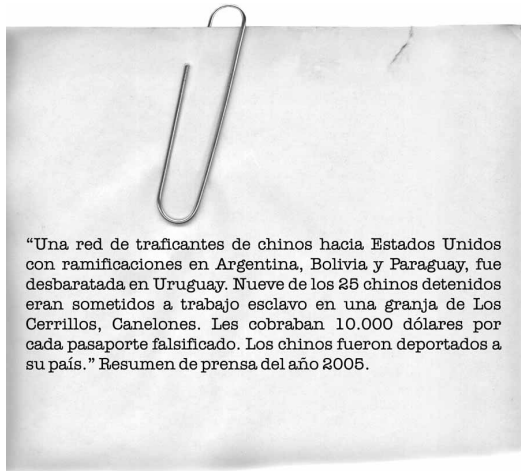 “Una red de traficantes de chinos hacia Estados Unidos
con ramificaciones en Argentina, Bolivia y Paraguay, fue
desbaratada en Uruguay. Nueve de los 25 chinos detenidos
eran sometidos a trabajo esclavo en una granja de Los
Cerrillos, Canelones. Les cobraban 10.000 dólares por
cada pasaporte falsificado. Los chinos fueron deportados a
su país.” Resumen de prensa del año 2005.